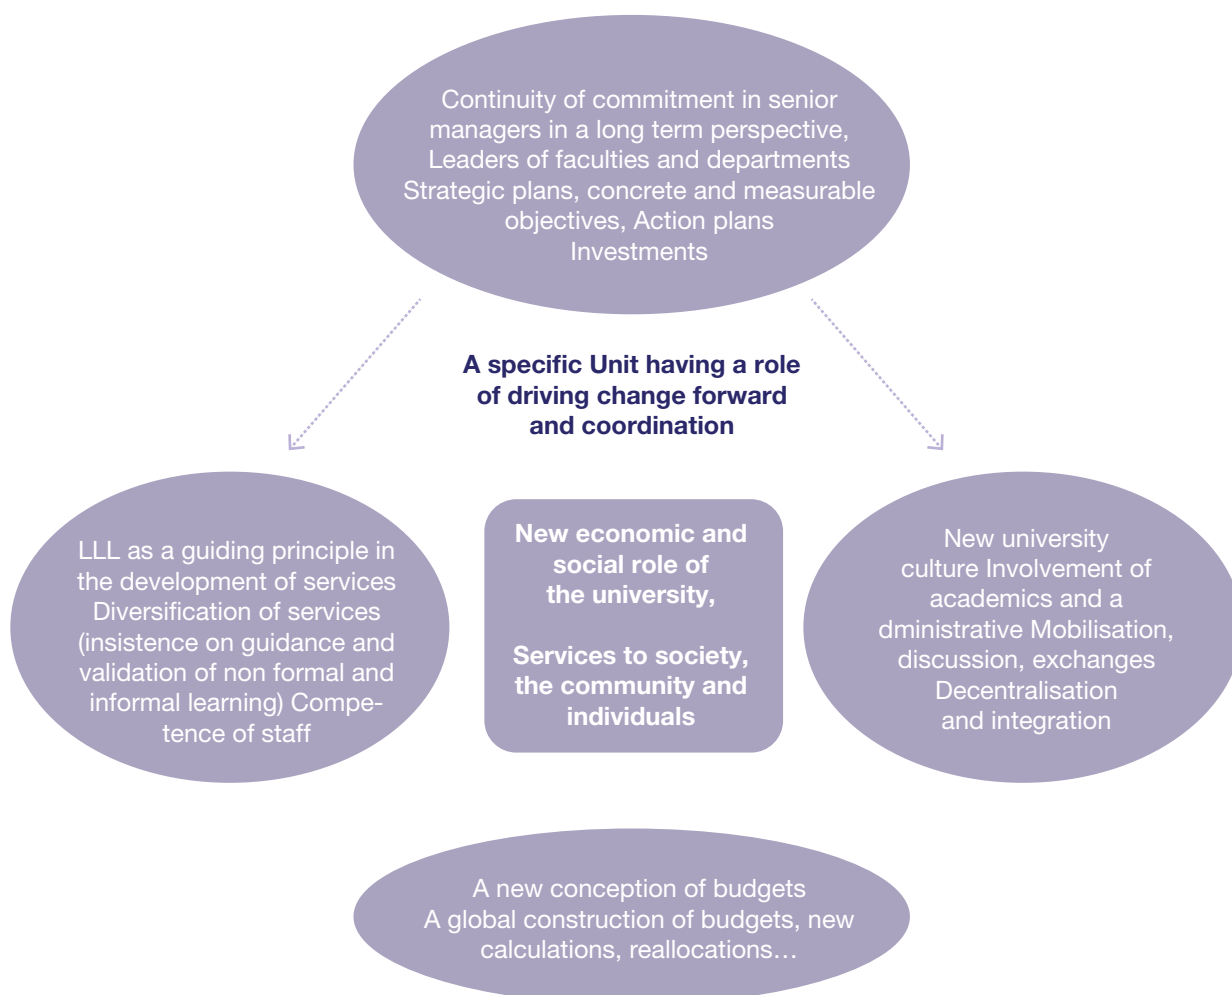 Continuity of commitment in senior
managers in a long term perspective,
Leaders of faculties and departments
Strategic plans, concrete and measurable
objectives, Action plans
Investments
A specific Unit having a role
of driving change forward
and coordination
LLL as a guiding principle in
the development of services
Diversification of services
(insistence on guidance and
validation of non formal and
informal learning) Compe-
tence of staff
New economic and
social role of
the university,
Services to society,
the community and
individuals
New university
culture Involvement of
academics and a
dministrative Mobilisation,
discussion, exchanges
Decentralisation
and integration
A new conception of budgets
A global construction of budgets, new
calculations, reallocations…